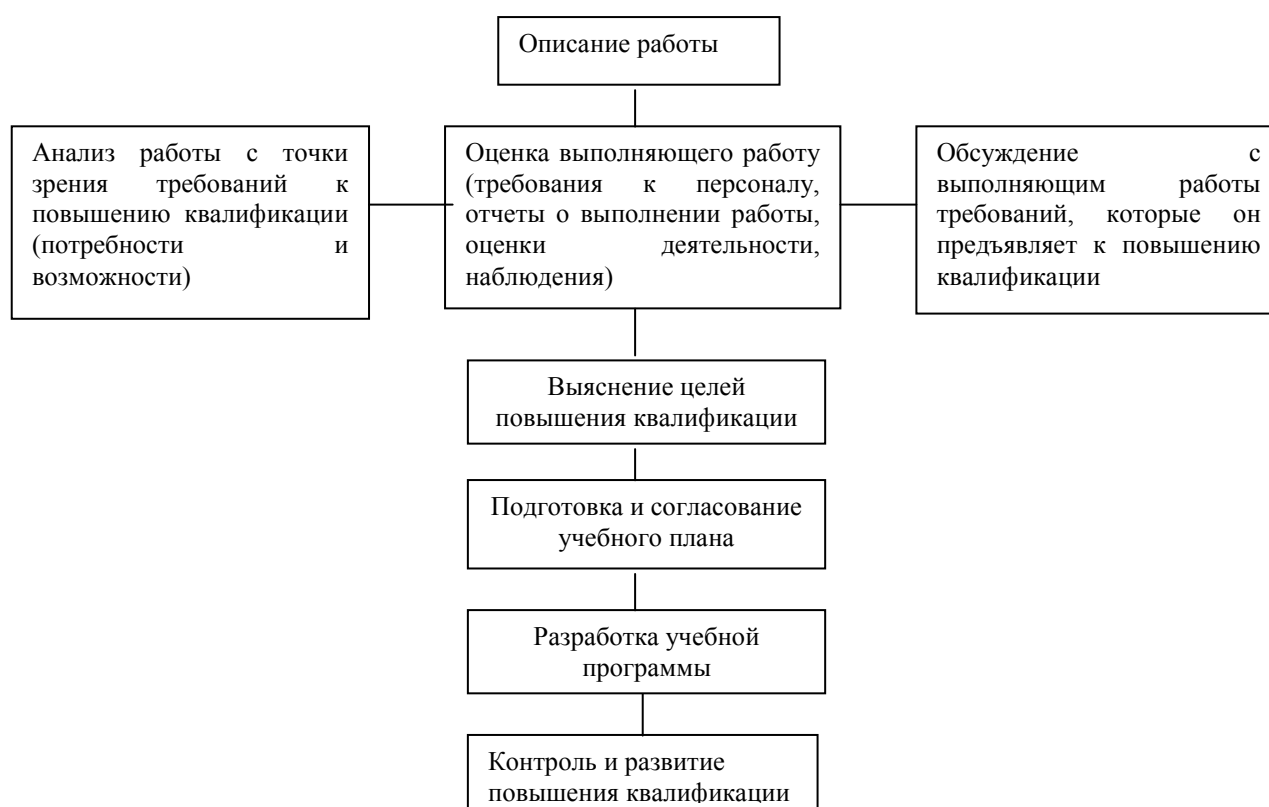 Описание работы
Анализ работы с точки
зрения требований к
повышению квалификации
(потребности и
возможности)
Оценка выполняющего работу
(требования к персоналу,
отчеты о выполнении работы,
оценки деятельности,
наблюдения)
Обсуждение с
выполняющим работы
требований, которые он
предъявляет к повышению
квалификации
Выяснение целей
повышения квалификации
Подготовка и согласование
учебного плана
Разработка учебной
программы
Контроль и развитие
повышения квалификации